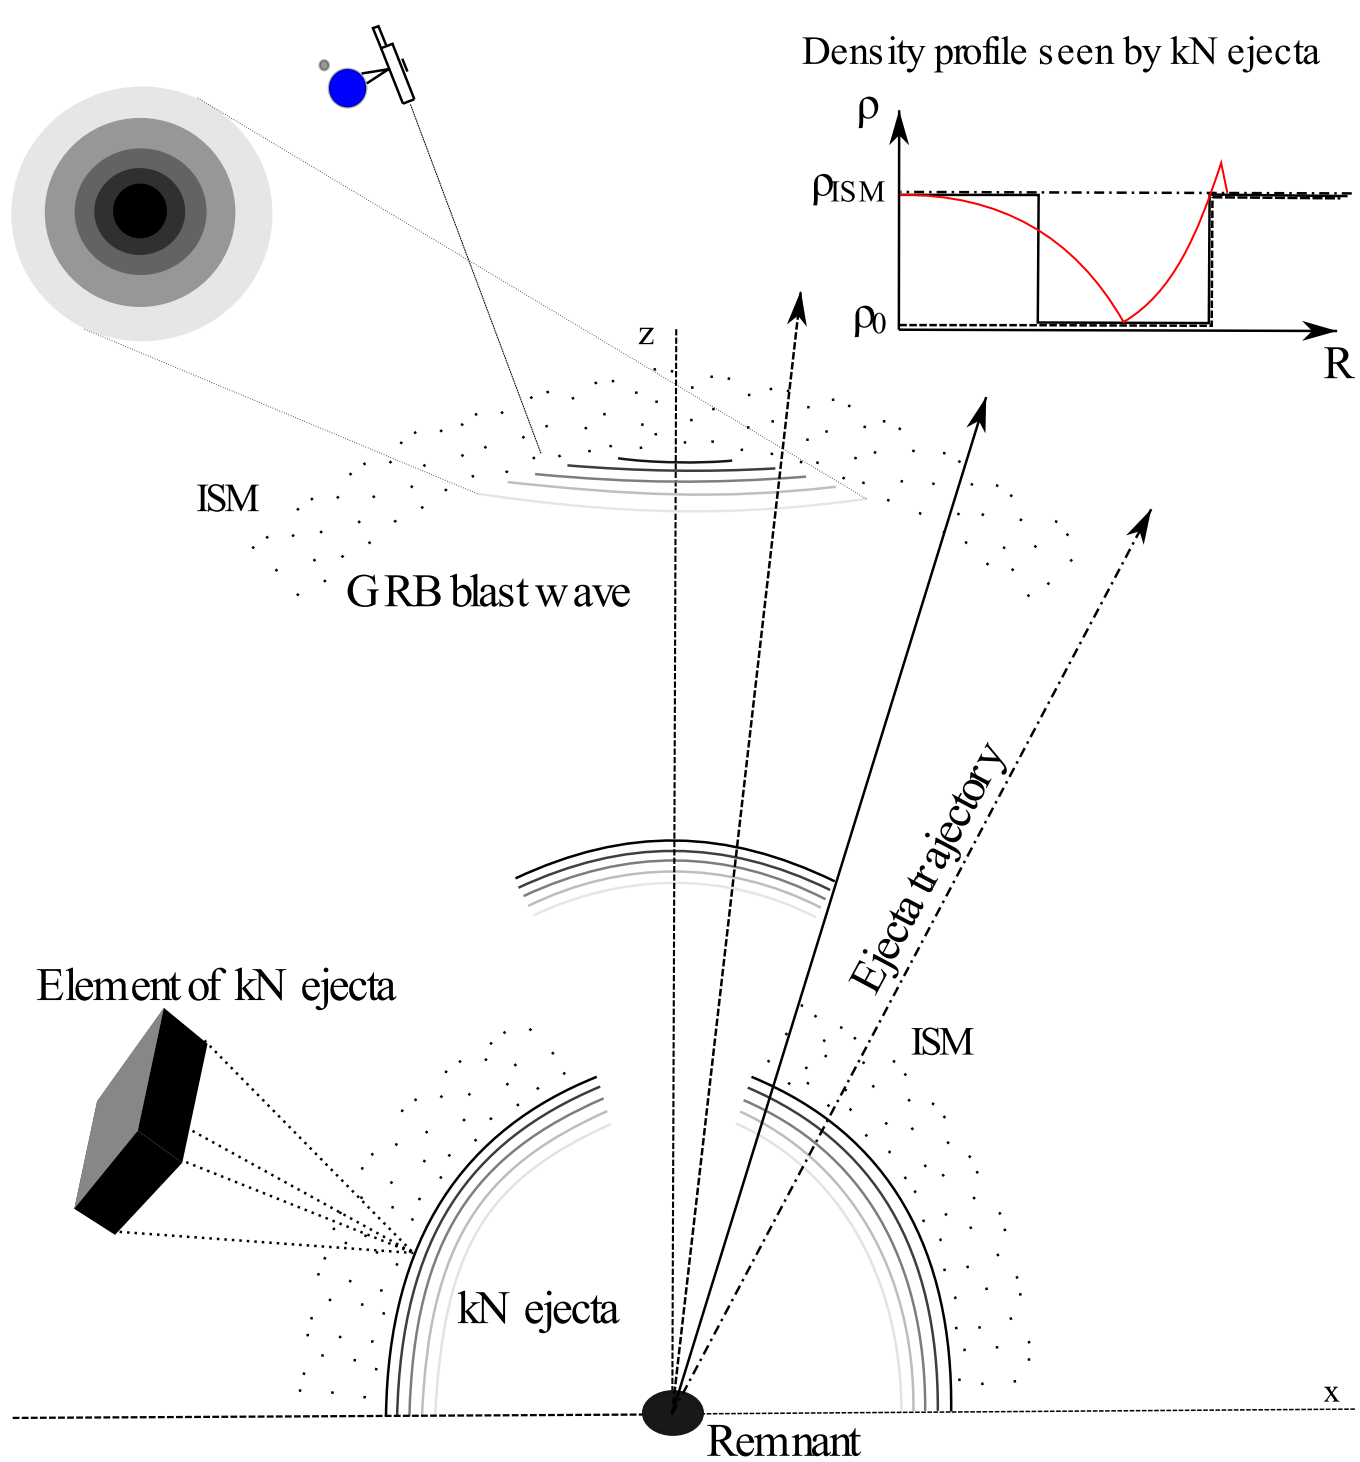 Density profile seen by kN ejecta
ρ
ρISM
ρ0
R
z
ISM
GRB blast wave
Ejecta trajectory
Element of kN ejecta
ISM
kN ejecta
x
Remnant